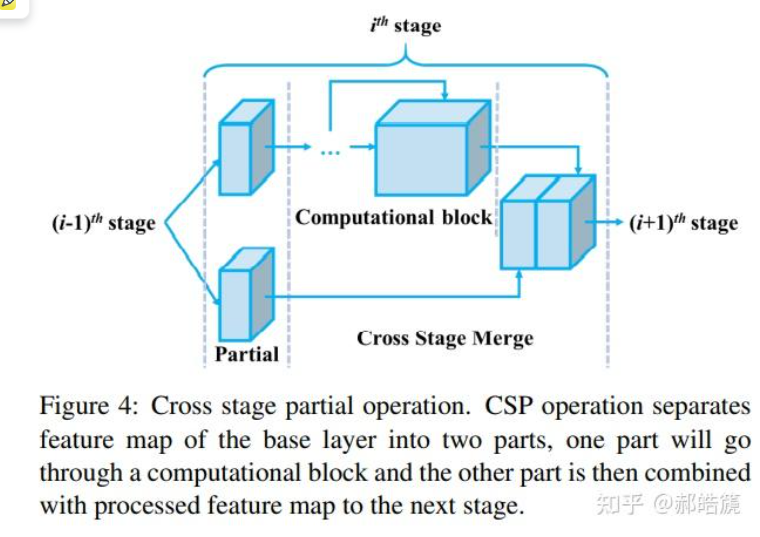 ith stage
(i-1)th stage
...
Computational block
(i+1)th stage
Partial
Cross Stage Merge
Figure 4: Cross stage partial operation. CSP operation separates
feature map of the base layer into two parts, one part will go
through a computational block and the other part is then combined
with processed feature map to the next stage.
知乎 @郝皓篪